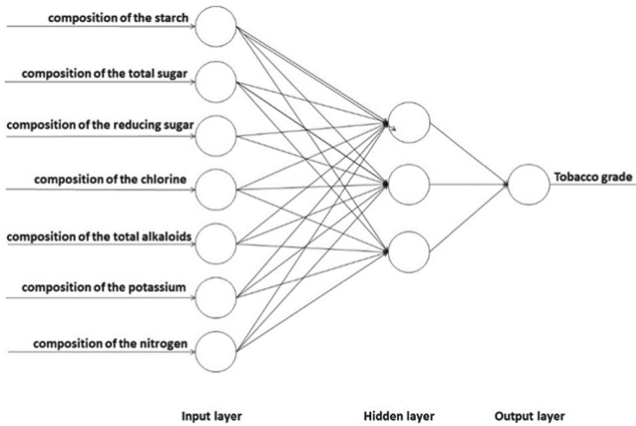 composition of the starch
composition of the total sugar
composition of the reducing sugar
composition of the chlorine
Tobacco grade
composition of the total alkaloids
composition of the potassium
composition of the nitrogen
Input layer
Hidden layer
Output layer